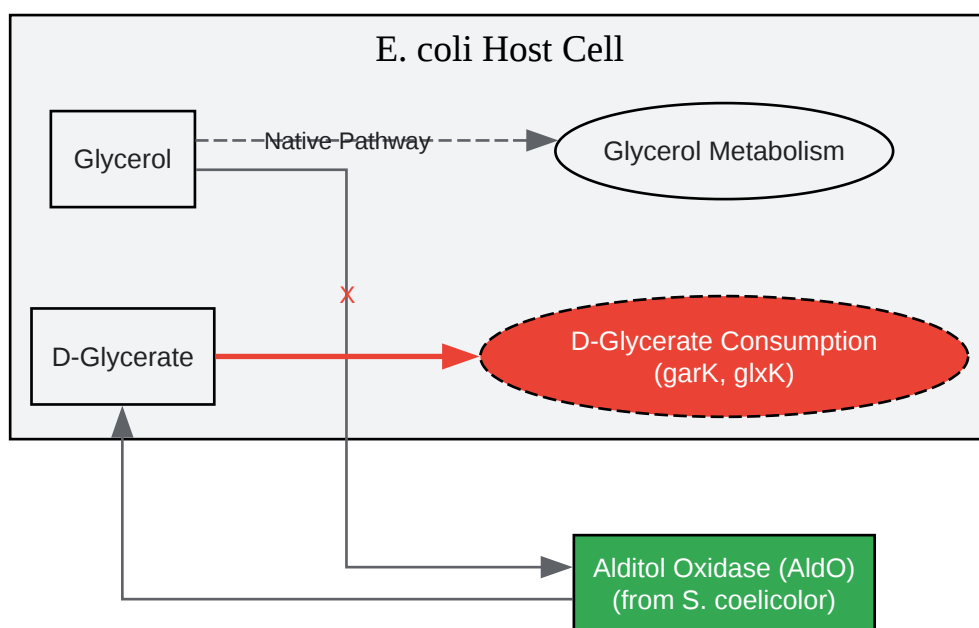 E. coli Host Cell
Glycerol
Native Pathway
Glycerol Metabolism
X
D-Glycerate
D-Glycerate Consumption
(garK, glxK)
Alditol Oxidase (AldO)
(from S. coelicolor)